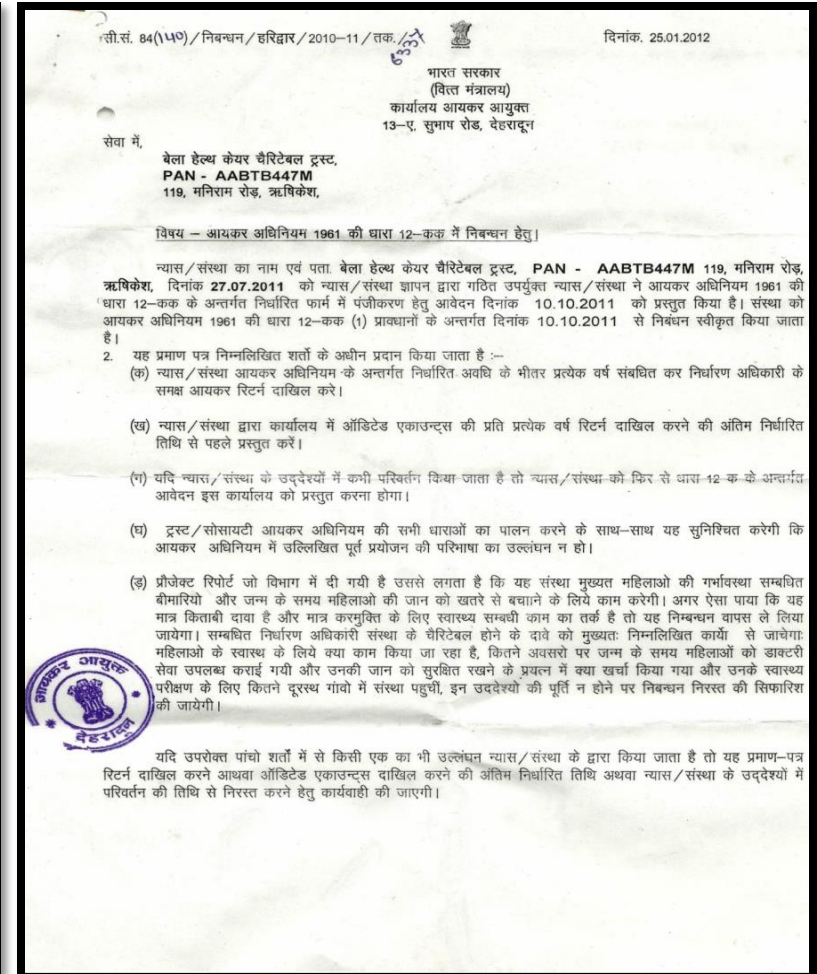 सी.सं. 84(140)/निबन्धन/हरिद्वार/2010–11/तक./6337
दिनांक. 25.01.2012
भारत सरकार
(वित्त मंत्रालय)
कार्यालय आयकर आयुक्त
13–ए, सुभाष रोड, देहरादून
सेवा में,
बेला हेल्थ केयर चैरिटेबल ट्रस्ट,
PAN - AABTB447M
119, मनिराम रोड़, ऋषिकेश,
विषय – आयकर अधिनियम 1961 की धारा 12–कक में निबन्धन हेतु।
न्यास/संस्था का नाम एवं पता बेला हेल्थ केयर चैरिटेबल ट्रस्ट, PAN - AABTB447M 119, मनिराम रोड़,
ऋषिकेश, दिनांक 27.07.2011 को न्यास/संस्था ज्ञापन द्वारा गठित उपर्युक्त न्यास/संस्था ने आयकर अधिनियम 1961 की
धारा 12–कक के अन्तर्गत निर्धारित फार्म में पंजीकरण हेतु आवेदन दिनांक 10.10.2011 को प्रस्तुत किया है। संस्था को
आयकर अधिनियम 1961 की धारा 12–कक (1) प्रावधानों के अन्तर्गत दिनांक 10.10.2011 से निबंधन स्वीकृत किया जाता
है।
2. यह प्रमाण पत्र निम्नलिखित शर्तो के अधीन प्रदान किया जाता है :–
(क) न्यास/संस्था आयकर अधिनियम के अन्तर्गत निर्धारित अवधि के भीतर प्रत्येक वर्ष संबधित कर निर्धारण अधिकारी के
समक्ष आयकर रिटर्न दाखिल करे।
(ख) न्यास/संस्था द्वारा कार्यालय में ऑडिटेड एकाउन्ट्स की प्रति प्रत्येक वर्ष रिटर्न दाखिल करने की अंतिम निर्धारित
तिथि से पहले प्रस्तुत करें।
(ग) यदि न्यास/संस्था के उद्देश्यों में कभी परिवर्तन किया जाता है तो न्यास/संस्था को फिर से धारा 12 क के अन्तर्गत
आवेदन इस कार्यालय को प्रस्तुत करना होगा।
(घ) ट्रस्ट/सोसायटी आयकर अधिनियम की सभी धाराओं का पालन करने के साथ–साथ यह सुनिश्चित करेगी कि
आयकर अधिनियम में उल्लिखित पूर्त प्रयोजन की परिभाषा का उल्लंघन न हो।
(ड़) प्रौजेक्ट रिपोर्ट जो विभाग में दी गयी है उससे लगता है कि यह संस्था मुख्यत महिलाओ की गर्भावस्था सम्बधित
बीमारियो और जन्म के समय महिलाओ की जान को खतरे से बचााने के लिये काम करेगी। अगर ऐसा पाया कि यह
मात्र किताबी दावा है और मात्र करमुक्ति के लिए स्वास्थ्य सम्बधी काम का तर्क है तो यह निम्बन्धन वापस ले लिया
जायेगा। सम्बधित निर्धारण अधिकांरी संस्था के चैरिटेबल होने के दावे को मुख्यतः निम्नलिखित कार्याे से जाचेगाः
महिलाओ के स्वास्थ के लिये क्या काम किया जा रहा है, कितने अवसरो पर जन्म के समय महिलाओं को डाक्टरी
सेवा उपलब्ध कराई गयी और उनकी जान को सुरक्षित रखने के प्रयत्न में क्या खर्चा किया गया और उनके स्वास्थ्य
परीक्षण के लिए कितने दूरस्थ गांवो में संस्था पहुचीं, इन उददेश्यो की पूर्ति न होने पर निबन्धन निरस्त की सिफारिश
की जायेगी।
आयकर आयुक्त
देहरादून
यदि उपरोक्त पांचो शर्तो में से किसी एक का भी उल्लंघन न्यास/संस्था के द्वारा किया जाता है तो यह प्रमाण–पत्र
रिटर्न दाखिल करने आथवा ऑडिटेड एकाउन्ट्स दाखिल करने की अंतिम निर्धारित तिथि अथवा न्यास/संस्था के उद्देश्यों में
परिवर्तन की तिथि से निरस्त करने हेतु कार्यवाही की जाएगी।